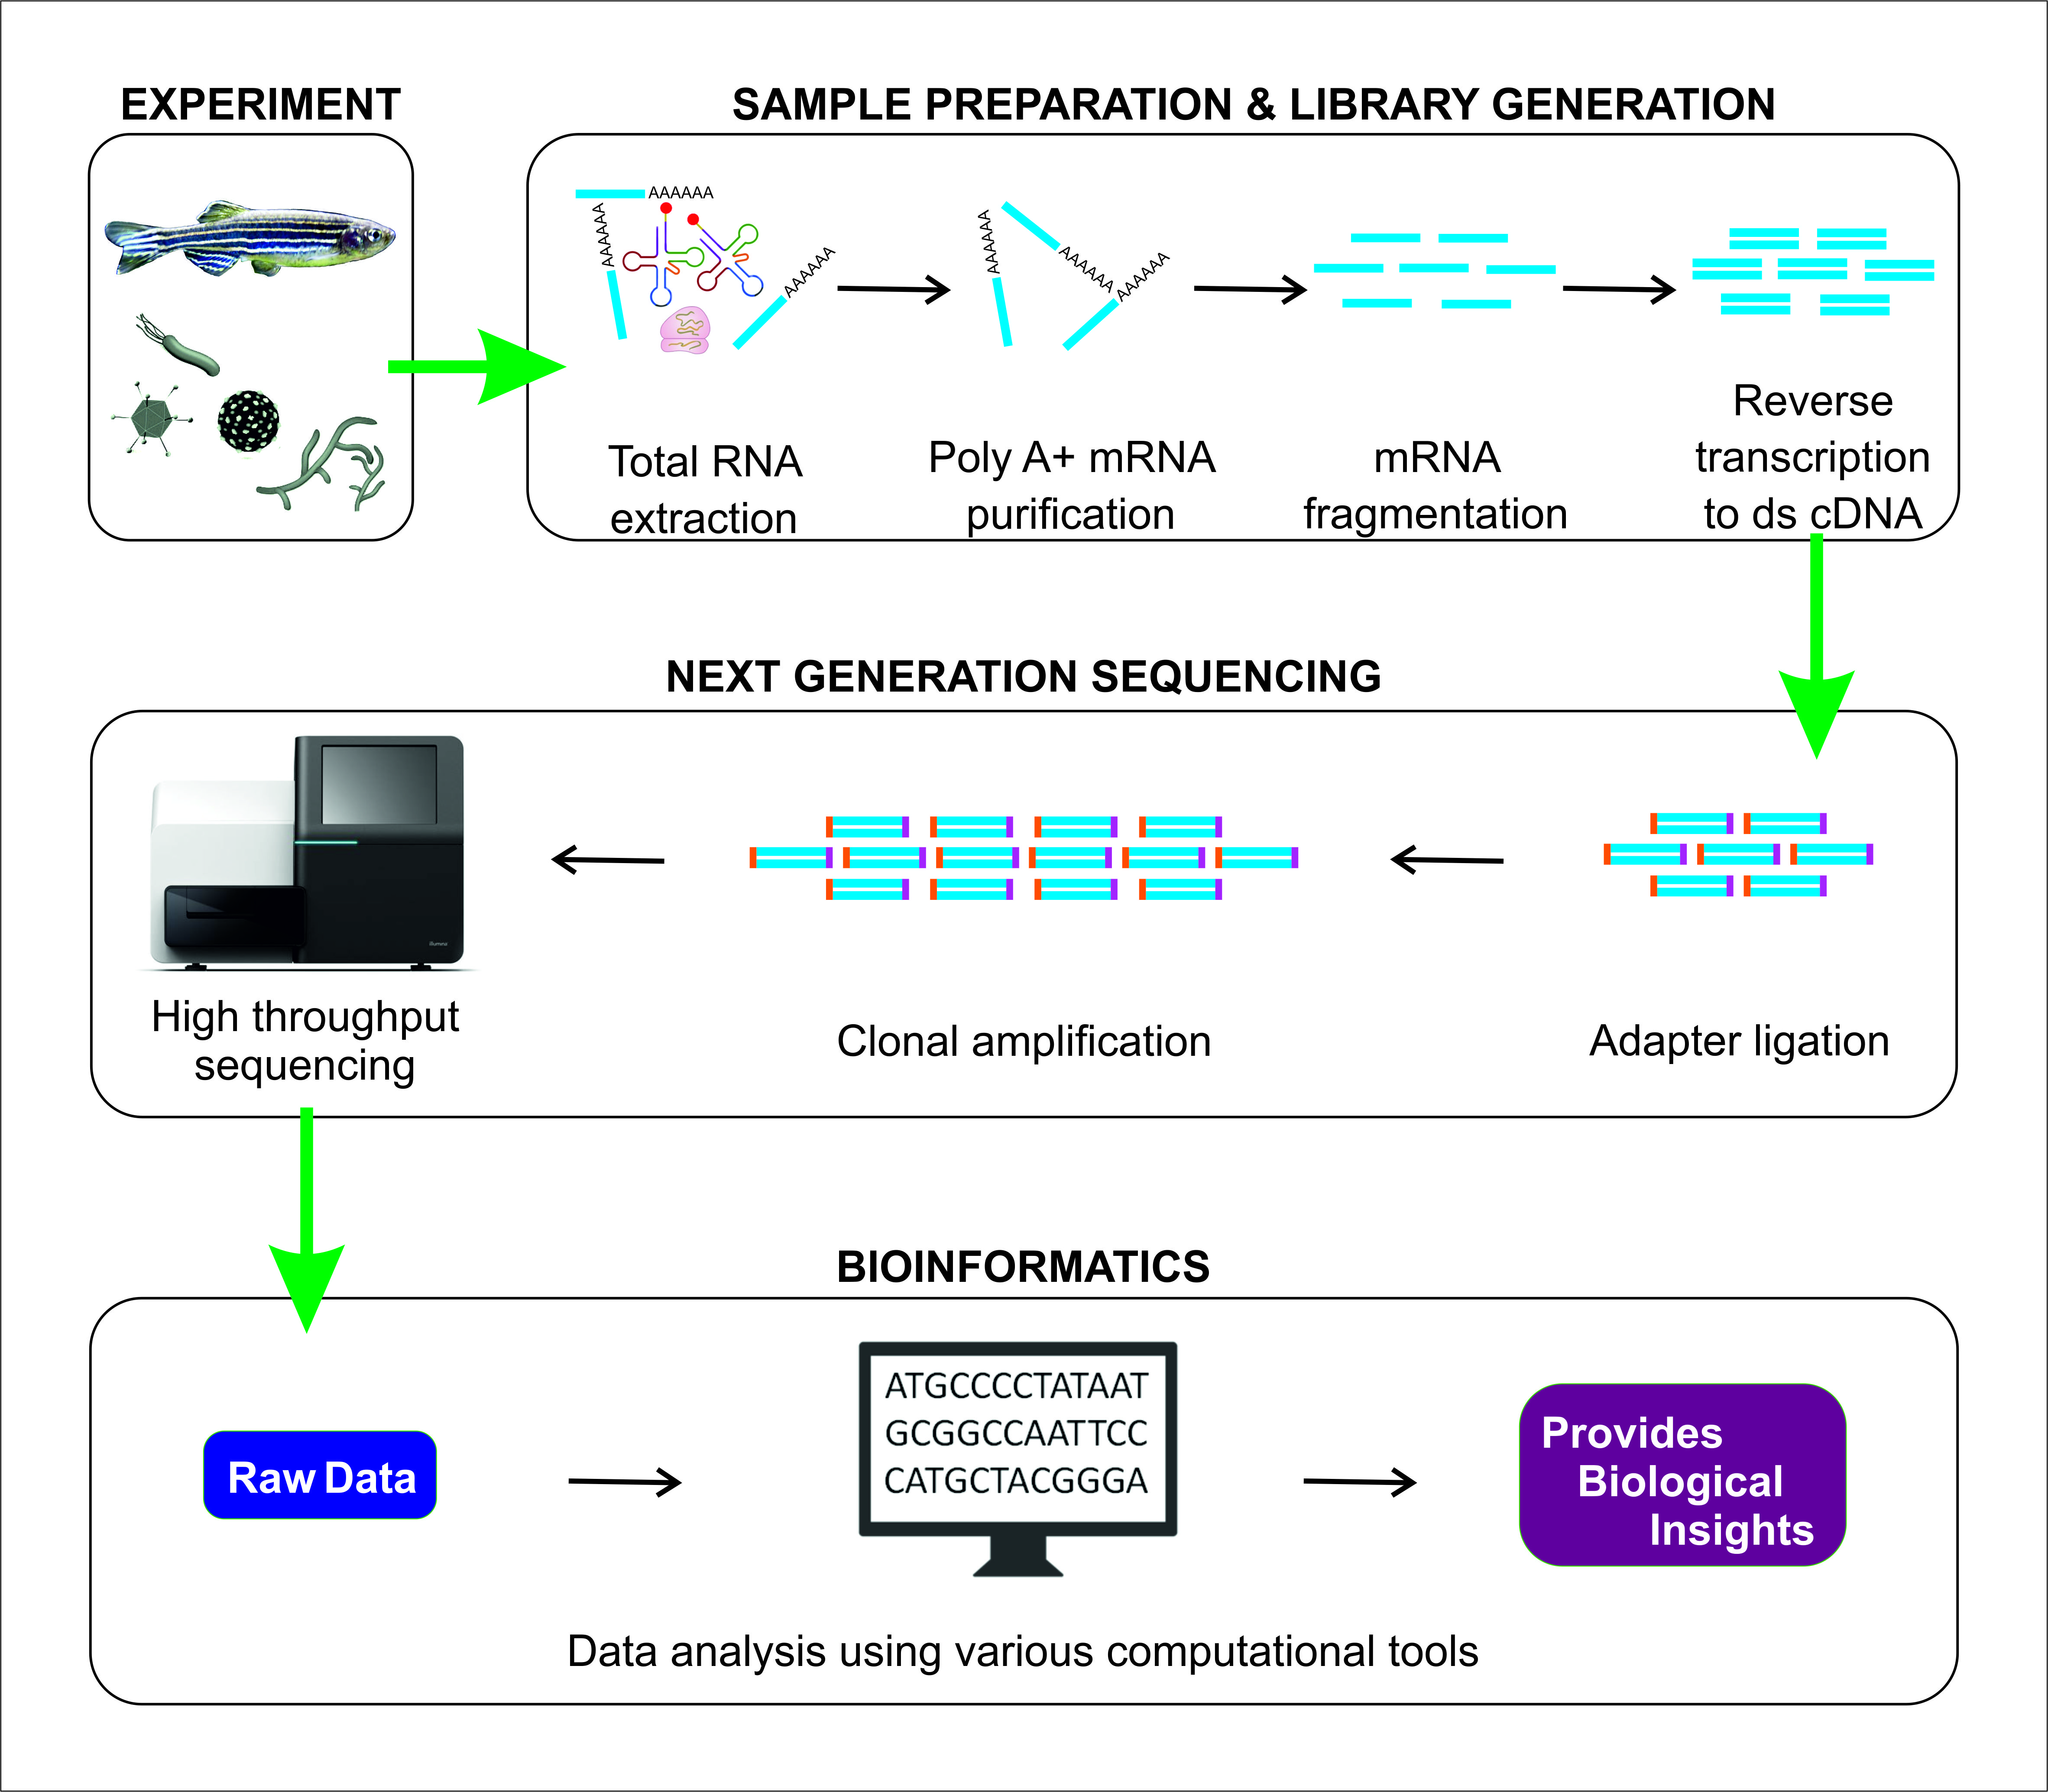 EXPERIMENT
SAMPLE PREPARATION & LIBRARY GENERATION
AAAAAA
AAAAAA
AAAAAA
AAAAAA
AAAAAA
AAAAAA
Total RNA
extraction
Poly A+ mRNA
purification
mRNA
fragmentation
Reverse
transcription
to ds cDNA
NEXT GENERATION SEQUENCING
illumina
High throughput
sequencing
Clonal amplification
Adapter ligation
BIOINFORMATICS
Raw Data
ATGCCCCTATAAT
GCGGCCAATTCC
CATGCTACGGGA
Provides
Biological
Insights
Data analysis using various computational tools